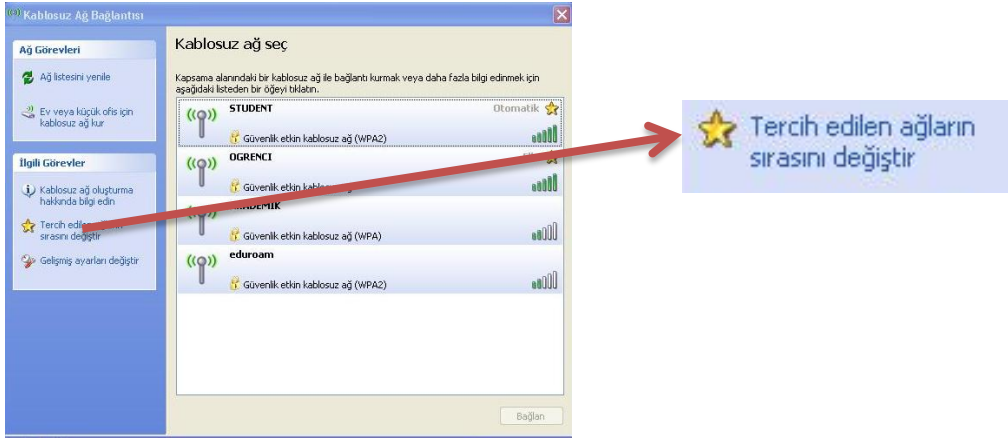 Kablosuz Ağ Bağlantısı
Ağ Görevleri
Ağ listesini yenile
Ev veya küçük ofis için
kablosuz ağ kur
İlgili Görevler
Kablosuz ağ oluşturma
hakkında bilgi edin
Tercih edilen ağların
sırasını değiştir
Gelişmiş ayarları değiştir
Kablosuz ağ seç
Kapsama alanındaki bir kablosuz ağ ile bağlantı kurmak veya daha fazla bilgi edinmek için
aşağıdaki listeden bir öğeyi tıklatın.
STUDENT
Otomatik
Güvenlik etkin kablosuz ağ (WPA2)
OGRENCI
Güvenlik etkin kablosuz ağ
Güvenlik etkin kablosuz ağ (WPA)
eduroam
Güvenlik etkin kablosuz ağ (WPA2)
Bağlan
Tercih edilen ağların
sırasını değiştir